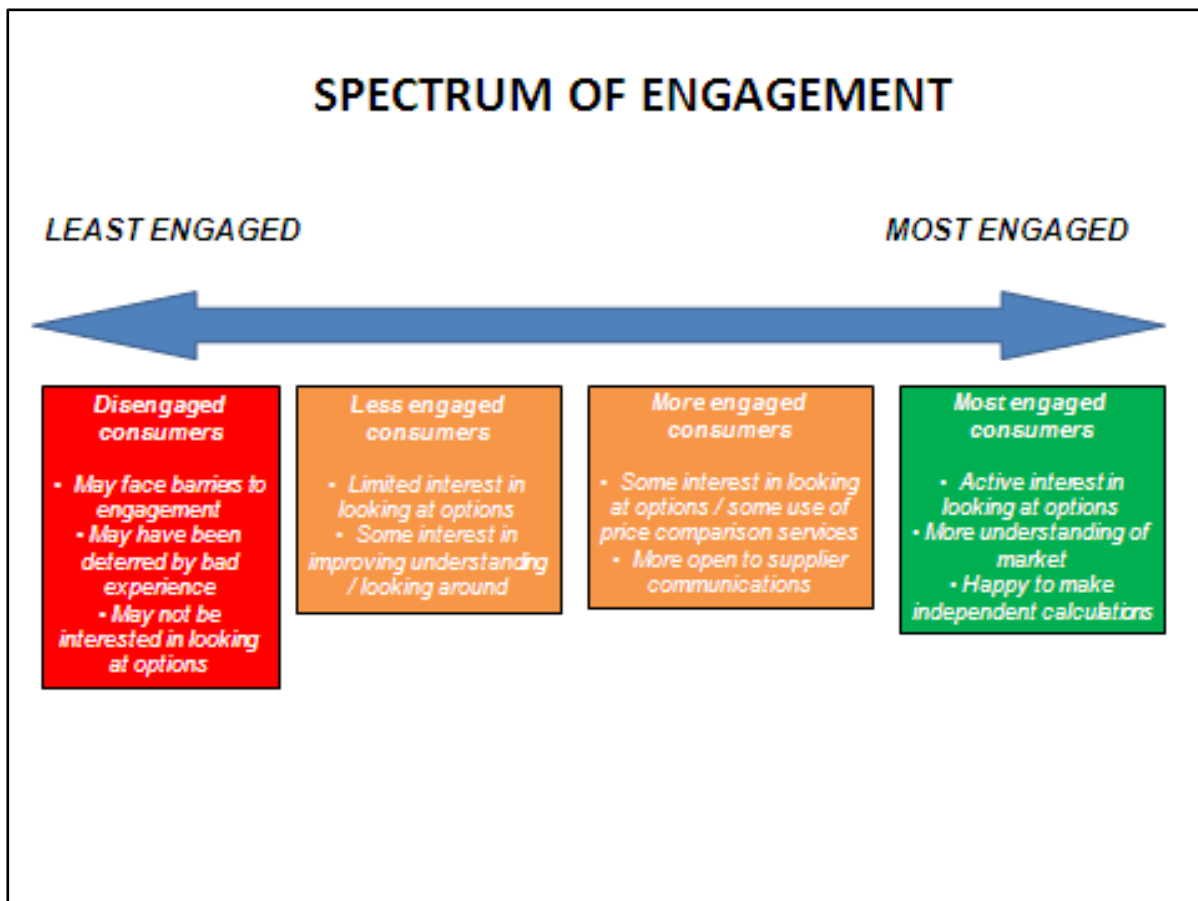 SPECTRUM OF ENGAGEMENT
LEAST ENGAGED
MOST ENGAGED
Disengaged
consumers
▪ May face barriers to
engagement
▪ May have been
deterred by bad
experience
▪ May not be
interested in looking
at options
Less engaged
consumers
▪ Limited interest in
looking at options
▪ Some interest in
improving understanding
/ looking around
More engaged
consumers
▪ Some interest in looking
at options / some use of
price comparison services
▪ More open to supplier
communications
Most engaged
consumers
▪ Active interest in
looking at options
▪ More understanding of
market
▪ Happy to make
independent calculations